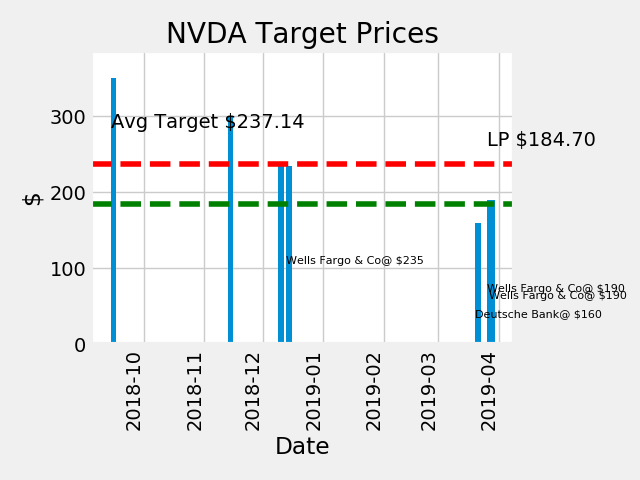 NVDA Target Prices
300
Avg Target $237.14
LP $184.70
200
$
Wells Fargo & Co@ $235
100
Wells Fargo & Co@ $190
Wells Fargo & Co@ $190
Deutsche Bank@ $160
0
2018-10
2018-11
2018-12
2019-01
2019-02
2019-03
2019-04
Date